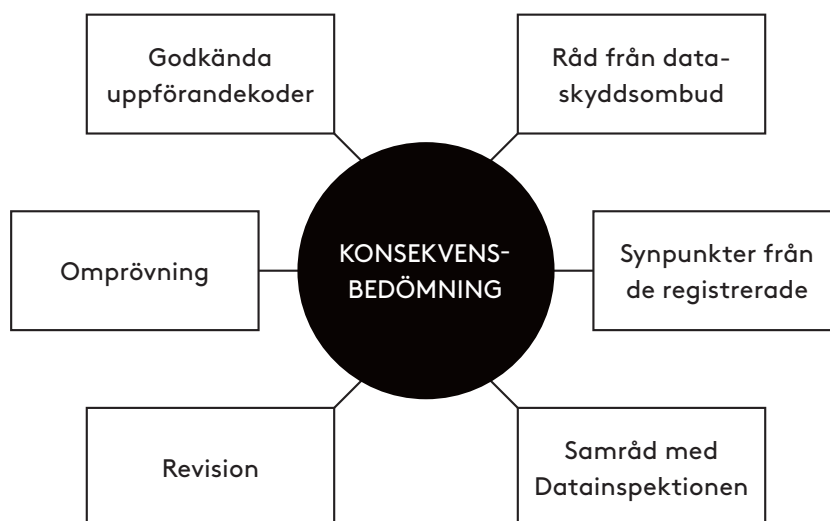 Godkända
uppförandekoder
Råd från data-
skyddsombud
Omprövning
KONSEKVENS-
BEDÖMNING
Synpunkter från
de registrerade
Revision
Samråd med
Datainspektionen